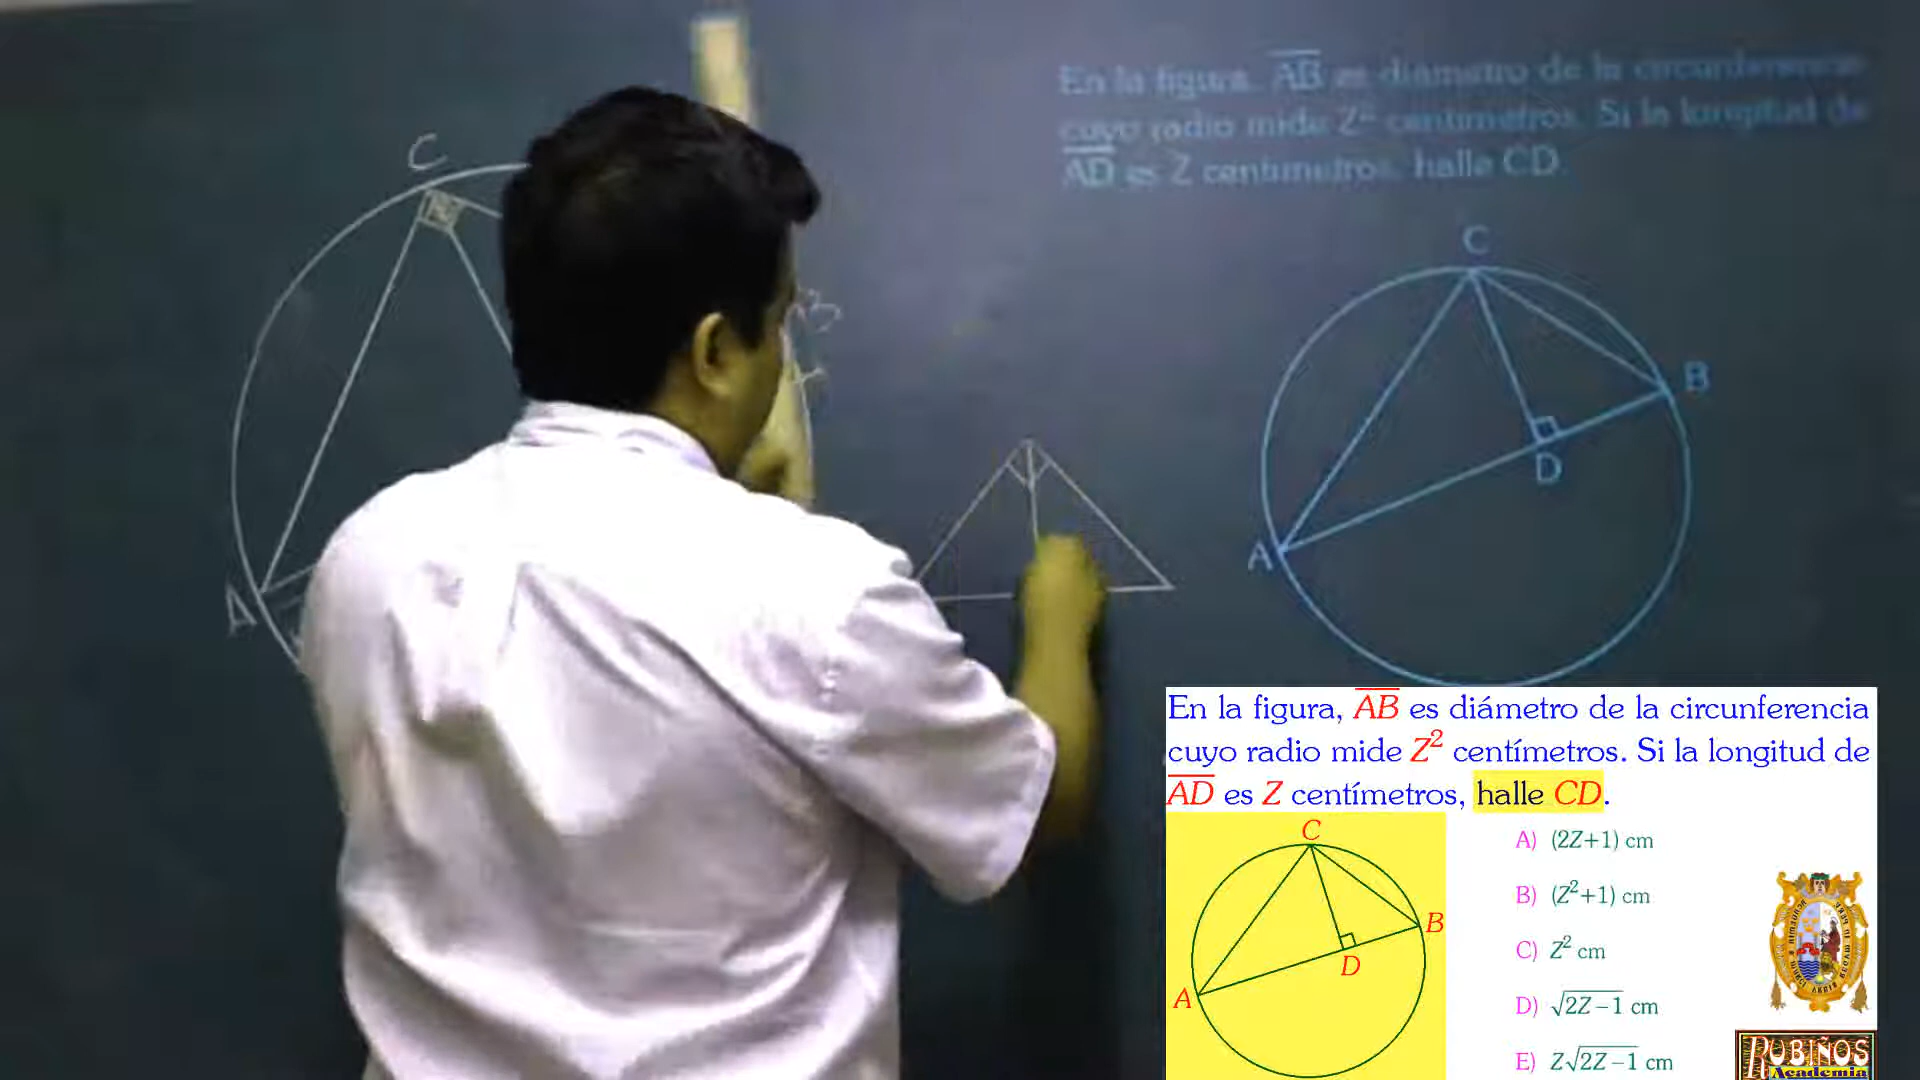 En la figura, AB es diámetro de la circunferencia
cuyo radio mide Z² centímetros. Si la longitud de
AD es Z centímetros, halle CD.
C
B
D
A
C
A
B
En la figura, AB es diámetro de la circunferencia
cuyo radio mide Z² centímetros. Si la longitud de
AD es Z centímetros, halle CD.
C
B
D
A
A) (2Z+1) cm
B) (Z²+1) cm
C) Z² cm
D) √2Z−1 cm
E) Z√2Z−1 cm
RUBIÑOS
Academia